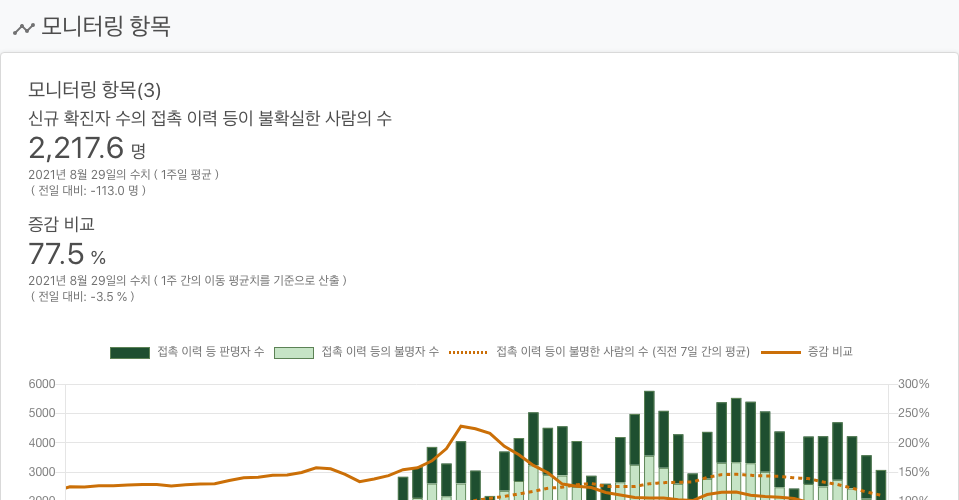 모니터링 항목
모니터링 항목(3)
신규 확진자 수의 접촉 이력 등이 불확실한 사람의 수
2,217.6 명
2021년 8월 29일의 수치 ( 1주일 평균 )
( 전일 대비: -113.0 명 )
증감 비교
77.5 %
2021년 8월 29일의 수치 ( 1주 간의 이동 평균치를 기준으로 산출 )
( 전일 대비: -3.5 % )
접촉 이력 등 판명자 수 접촉 이력 등의 불명자 수 접촉 이력 등이 불명한 사람의 수 (직전 7일 간의 평균) 증감 비교
6000 300%
5000 250%
4000 200%
3000 150%
2000 100%